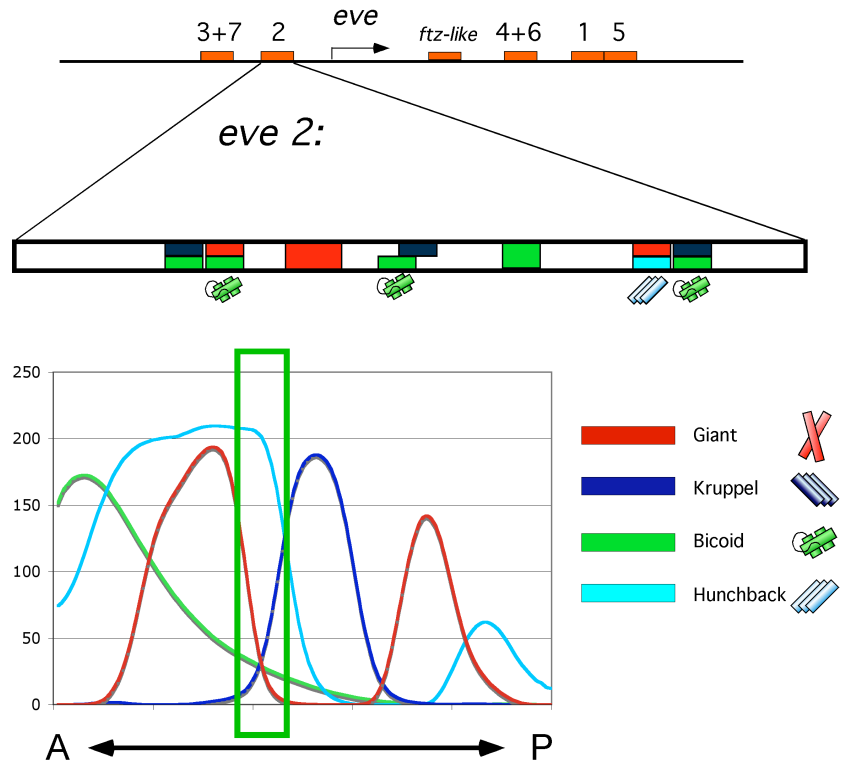 eve
3+7 2 ftz-like 4+6 1 5
eve 2:
250
200
150
100
50
0
A P
Giant
Kruppel
Bicoid
Hunchback